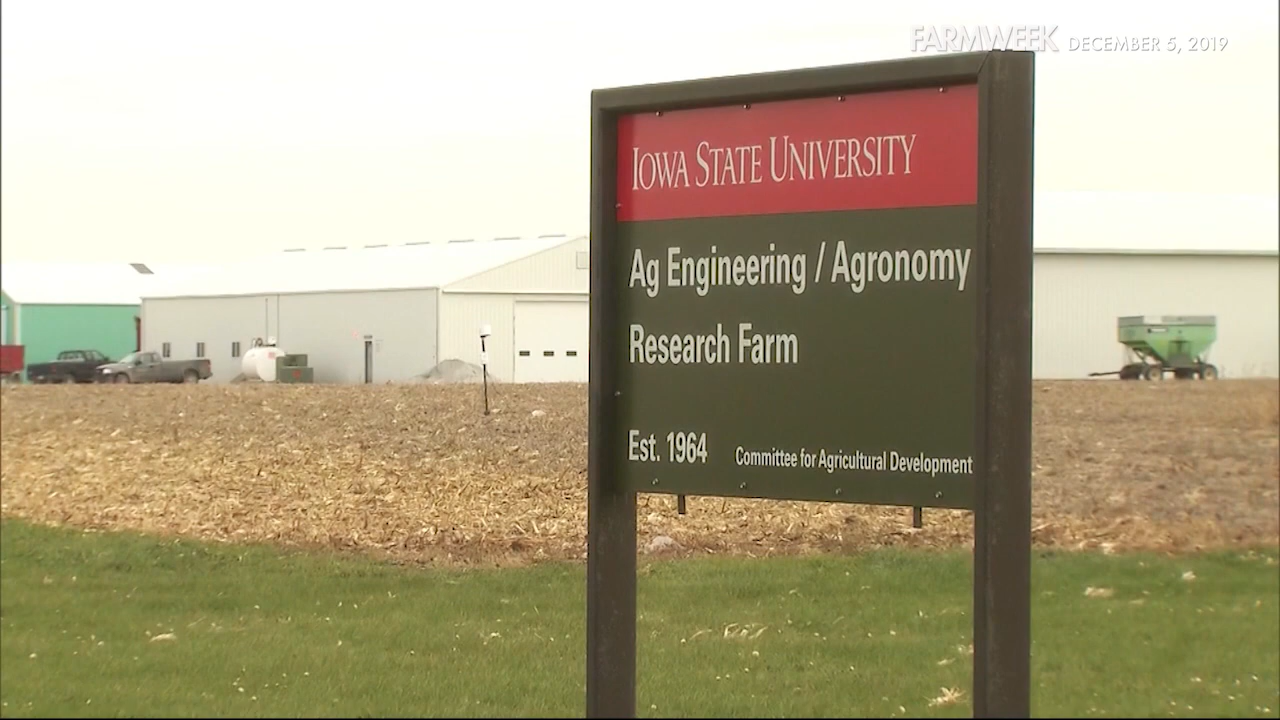 FARMWEEK DECEMBER 5, 2019
IOWA STATE UNIVERSITY
Ag Engineering / Agronomy
Research Farm
Est. 1964 Committee for Agricultural Development